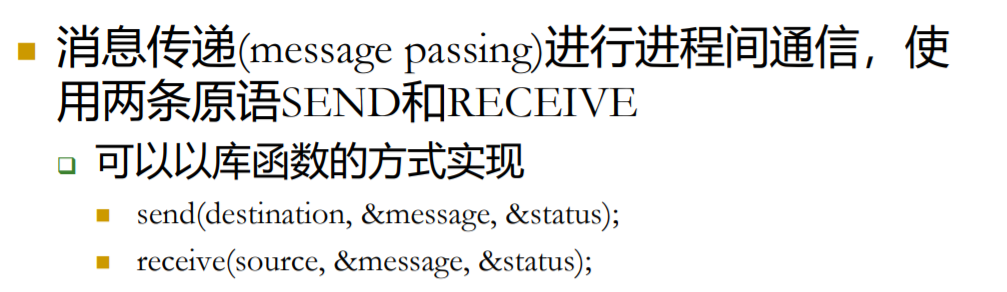 消息传递(message passing)进行进程间通信，使
用两条原语SEND和RECEIVE
可以以库函数的方式实现
send(destination, &message, &status);
receive(source, &message, &status);